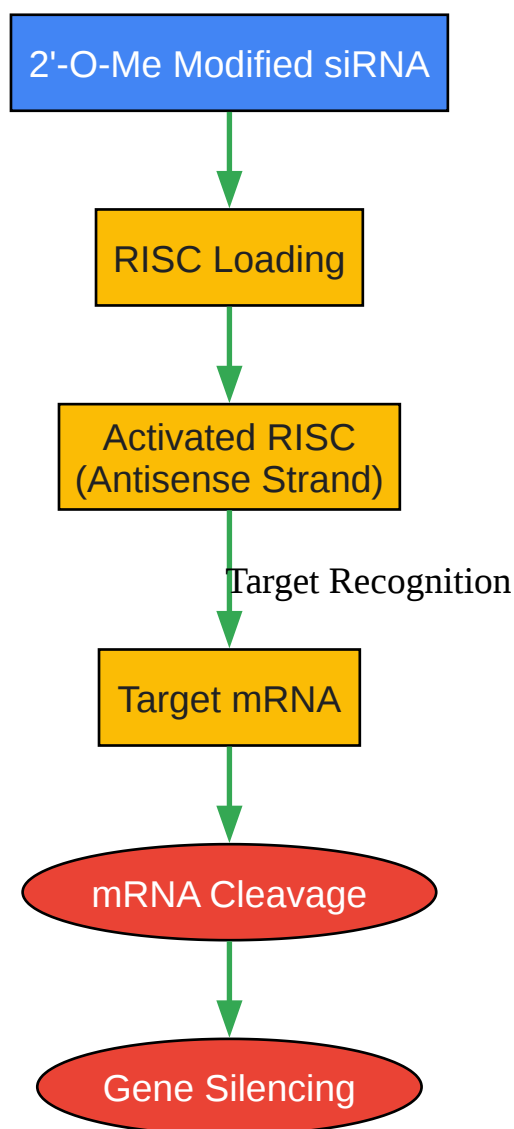 2'-O-Me Modified siRNA
RISC Loading
Activated RISC
(Antisense Strand)
Target Recognition
Target mRNA
mRNA Cleavage
Gene Silencing